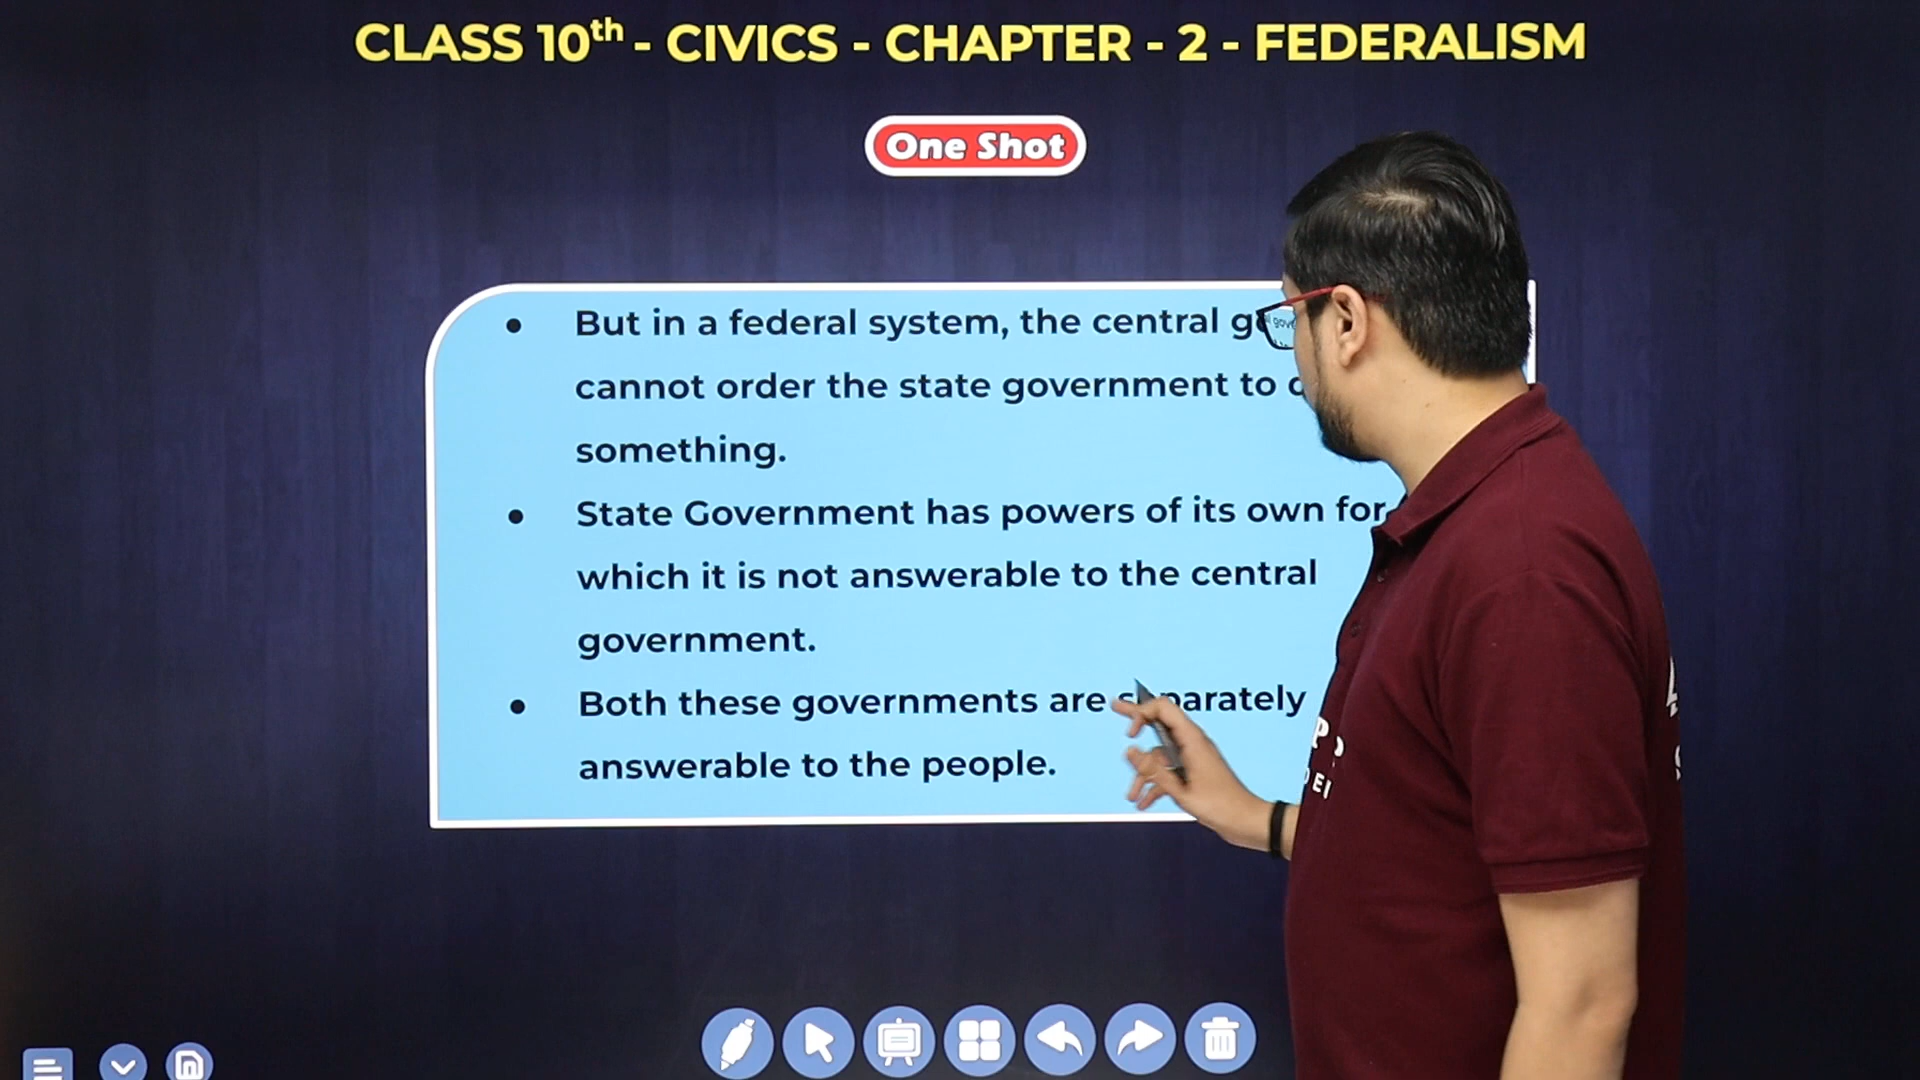 CLASS 10th - CIVICS - CHAPTER - 2 - FEDERALISM
One Shot
• But in a federal system, the central
cannot order the state government to
something.
• State Government has powers of its own for
which it is not answerable to the central
government.
• Both these governments are separately
answerable to the people.